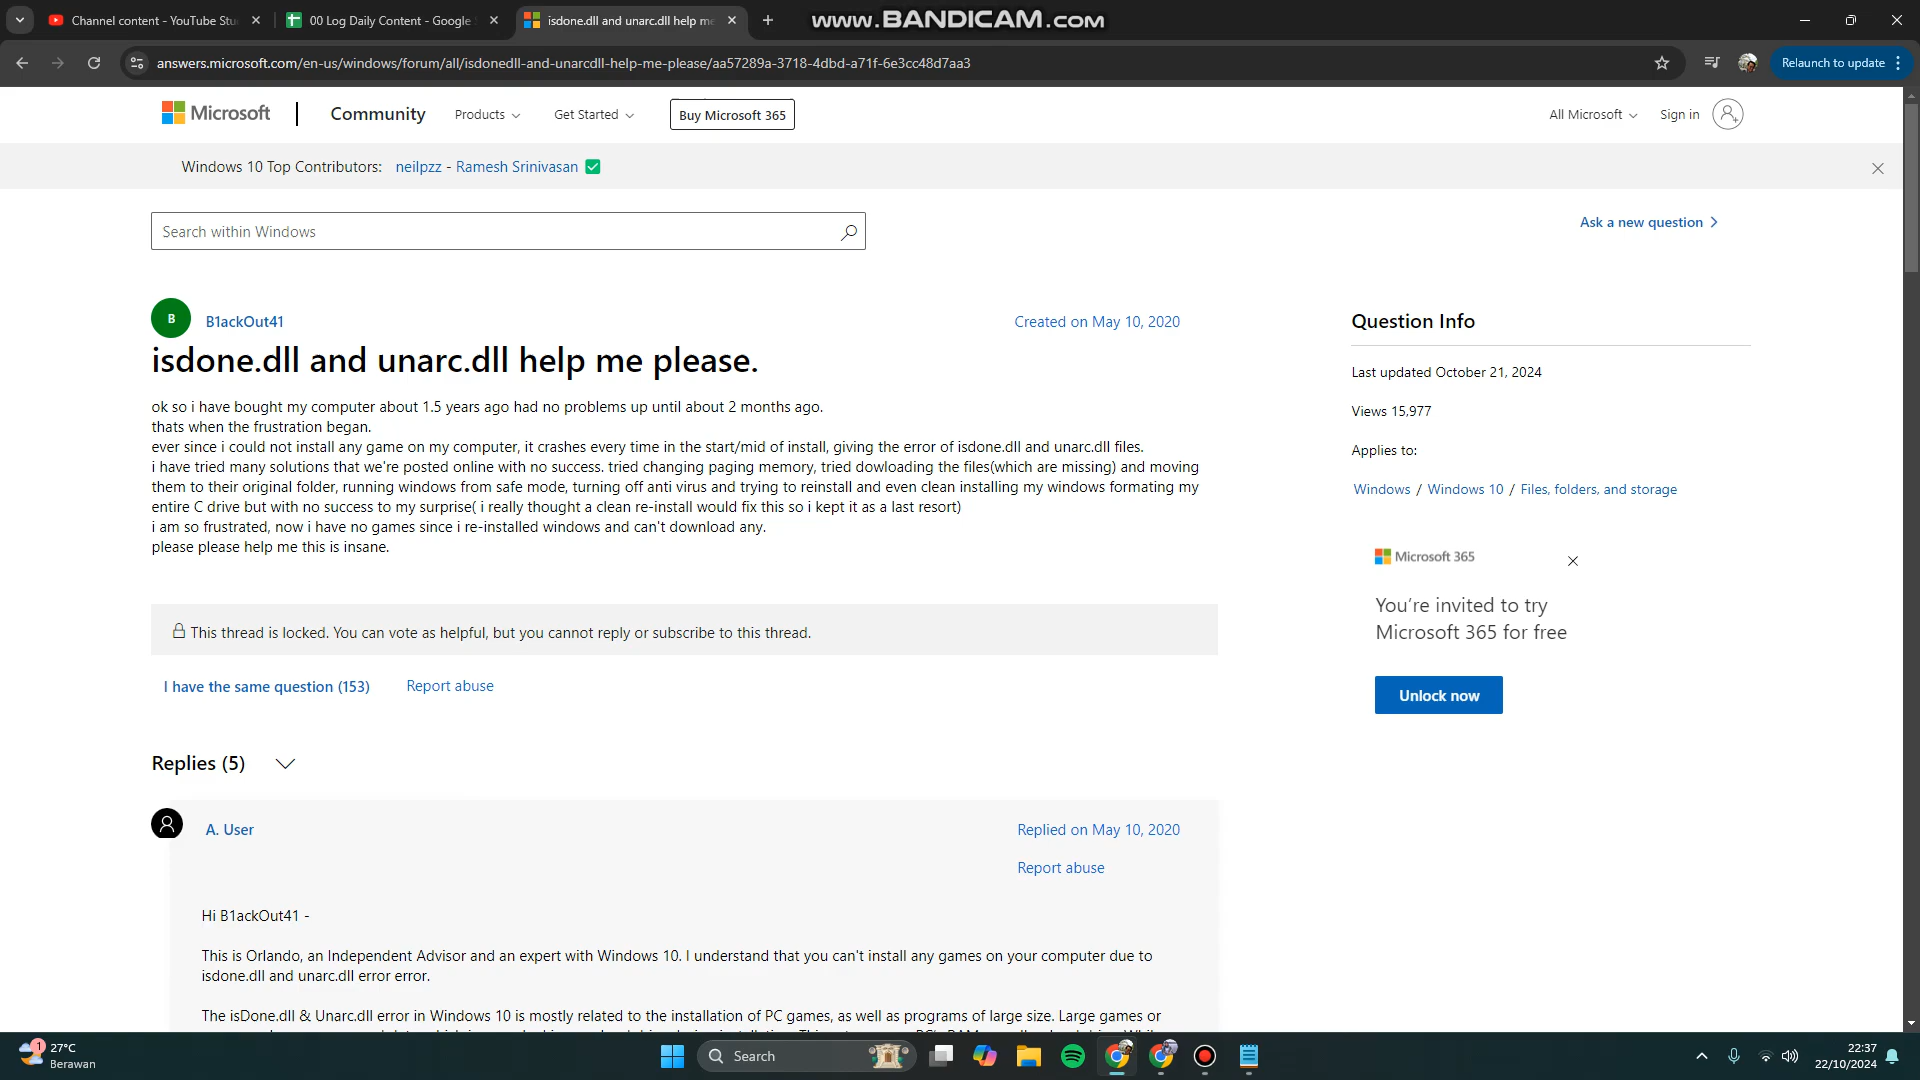 Channel content - YouTube Stu
00 Log Daily Content - Google S
isdone.dll and unarc.dll help me
www.BANDICAM.com
answers.microsoft.com/en-us/windows/forum/all/isdonedll-and-unarcdll-help-me-please/aa57289a-3718-4dbd-a71f-6e3cc48d7aa3
Relaunch to update
Microsoft
Community
Products
Get Started
Buy Microsoft 365
All Microsoft
Sign in
Windows 10 Top Contributors: neilpzz - Ramesh Srinivasan
Search within Windows
Ask a new question
B
B1ackOut41
Created on May 10, 2020
isdone.dll and unarc.dll help me please.
ok so i have bought my computer about 1.5 years ago had no problems up until about 2 months ago.
thats when the frustration began.
ever since i could not install any game on my computer, it crashes every time in the start/mid of install, giving the error of isdone.dll and unarc.dll files.
i have tried many solutions that we're posted online with no success. tried changing paging memory, tried dowloading the files(which are missing) and moving
them to their original folder, running windows from safe mode, turning off anti virus and trying to reinstall and even clean installing my windows formating my
entire C drive but with no success to my surprise( i really thought a clean re-install would fix this so i kept it as a last resort)
i am so frustrated, now i have no games since i re-installed windows and can't download any.
please please help me this is insane.
This thread is locked. You can vote as helpful, but you cannot reply or subscribe to this thread.
I have the same question (153)
Report abuse
Question Info
Last updated October 21, 2024
Views 15,977
Applies to:
Windows / Windows 10 / Files, folders, and storage
Microsoft 365
You're invited to try
Microsoft 365 for free
Unlock now
Replies (5)
A. User
Replied on May 10, 2020
Report abuse
Hi B1ackOut41 -
This is Orlando, an Independent Advisor and an expert with Windows 10. I understand that you can't install any games on your computer due to
isdone.dll and unarc.dll error error.
The isDone.dll & Unarc.dll error in Windows 10 is mostly related to the installation of PC games, as well as programs of large size. Large games or
1
27°C
Berawan
Search
22:37
22/10/2024